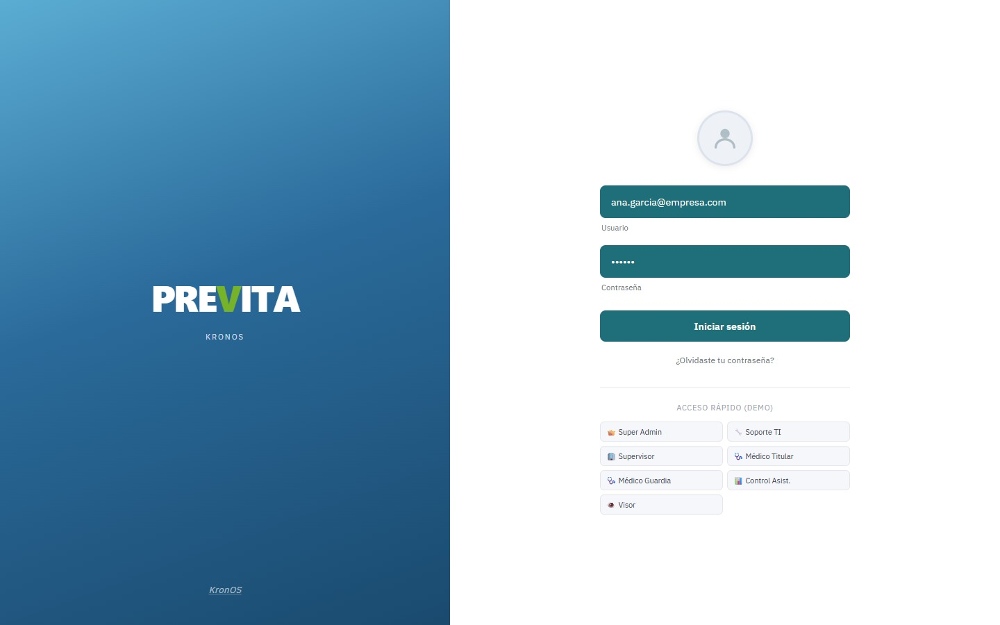 PREVITA
KRONOS
KronOS
ana.garcia@empresa.com
Usuario
••••••
Contraseña
Iniciar sesión
¿Olvidaste tu contraseña?
ACCESO RÁPIDO (DEMO)
Super Admin
Soporte TI
Supervisor
Médico Titular
Médico Guardia
Control Asist.
Visor